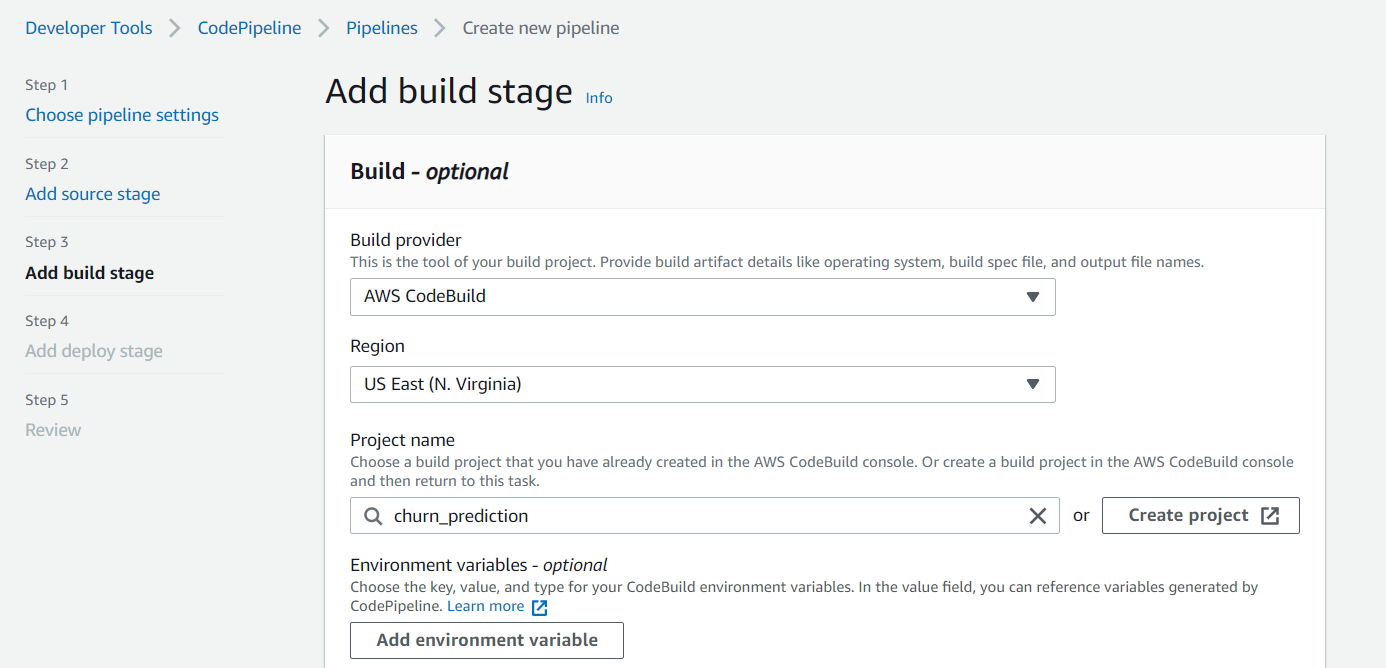 Developer Tools > CodePipeline > Pipelines > Create new pipeline
Step 1
Choose pipeline settings
Step 2
Add source stage
Step 3
Add build stage
Step 4
Add deploy stage
Step 5
Review
Add build stage Info
Build - optional
Build provider
This is the tool of your build project. Provide build artifact details like operating system, build spec file, and output file names.
AWS CodeBuild
Region
US East (N. Virginia)
Project name
Choose a build project that you have already created in the AWS CodeBuild console. Or create a build project in the AWS CodeBuild console
and then return to this task.
churn_prediction
or
Create project
Environment variables - optional
Choose the key, value, and type for your CodeBuild environment variables. In the value field, you can reference variables generated by
CodePipeline. Learn more
Add environment variable